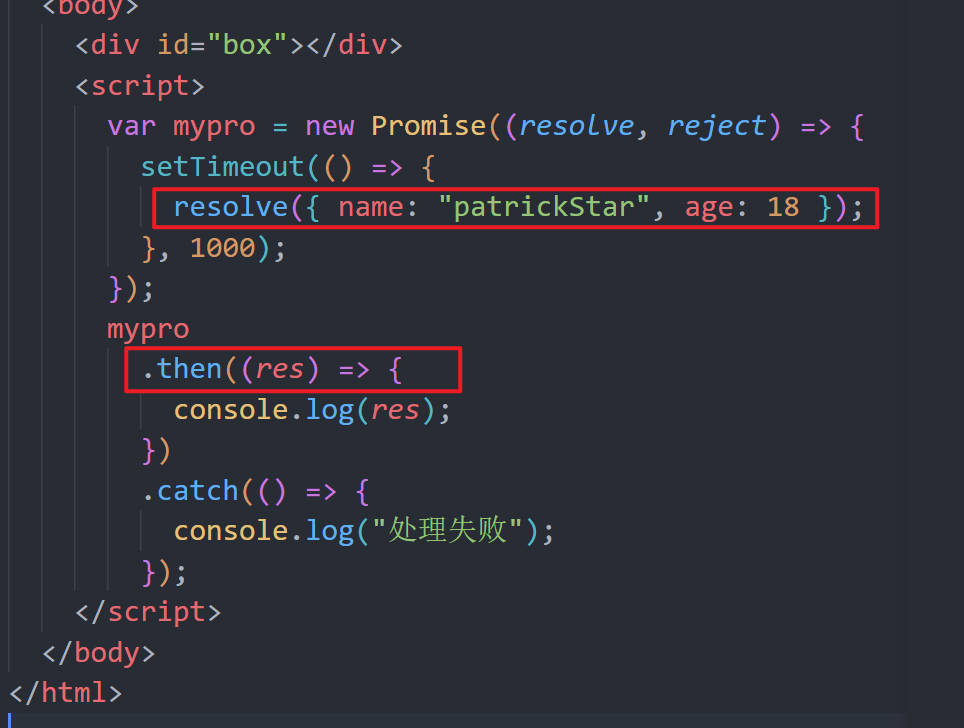 <body>
<div id="box"></div>
<script>
var mypro = new Promise((resolve, reject) => {
setTimeout(() => {
resolve({ name: "patrickStar", age: 18 });
}, 1000);
});
mypro
.then((res) => {
console.log(res);
})
.catch(() => {
console.log("处理失败");
});
</script>
</body>
</html>